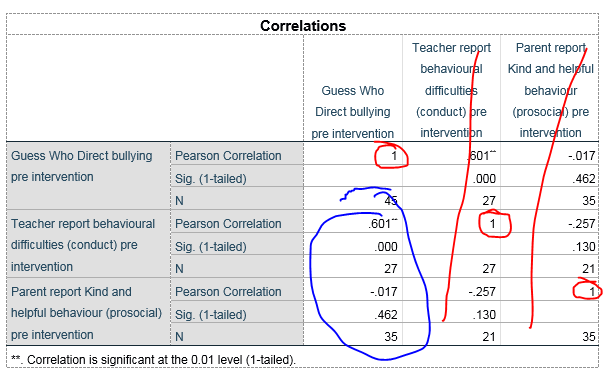 Correlations
Guess Who Direct bullying pre intervention
Teacher report behavioural difficulties (conduct) pre intervention
Parent report Kind and helpful behaviour (prosocial) pre intervention
Guess Who Direct bullying pre intervention
Pearson Correlation 1 .601** -.017
Sig. (1-tailed) .000 .462
N 45 27 35
Teacher report behavioural difficulties (conduct) pre intervention
Pearson Correlation .601** 1 -.257
Sig. (1-tailed) .000 .130
N 27 27 21
Parent report Kind and helpful behaviour (prosocial) pre intervention
Pearson Correlation -.017 -.257 1
Sig. (1-tailed) .462 .130
N 35 21 35
**. Correlation is significant at the 0.01 level (1-tailed).